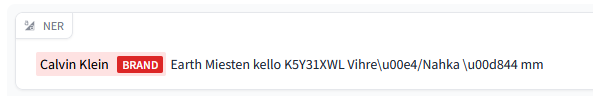 NER
Calvin Klein BRAND Earth Miesten kello K5Y31XWL Vihre\u00e4/Nahka \u00d844 mm